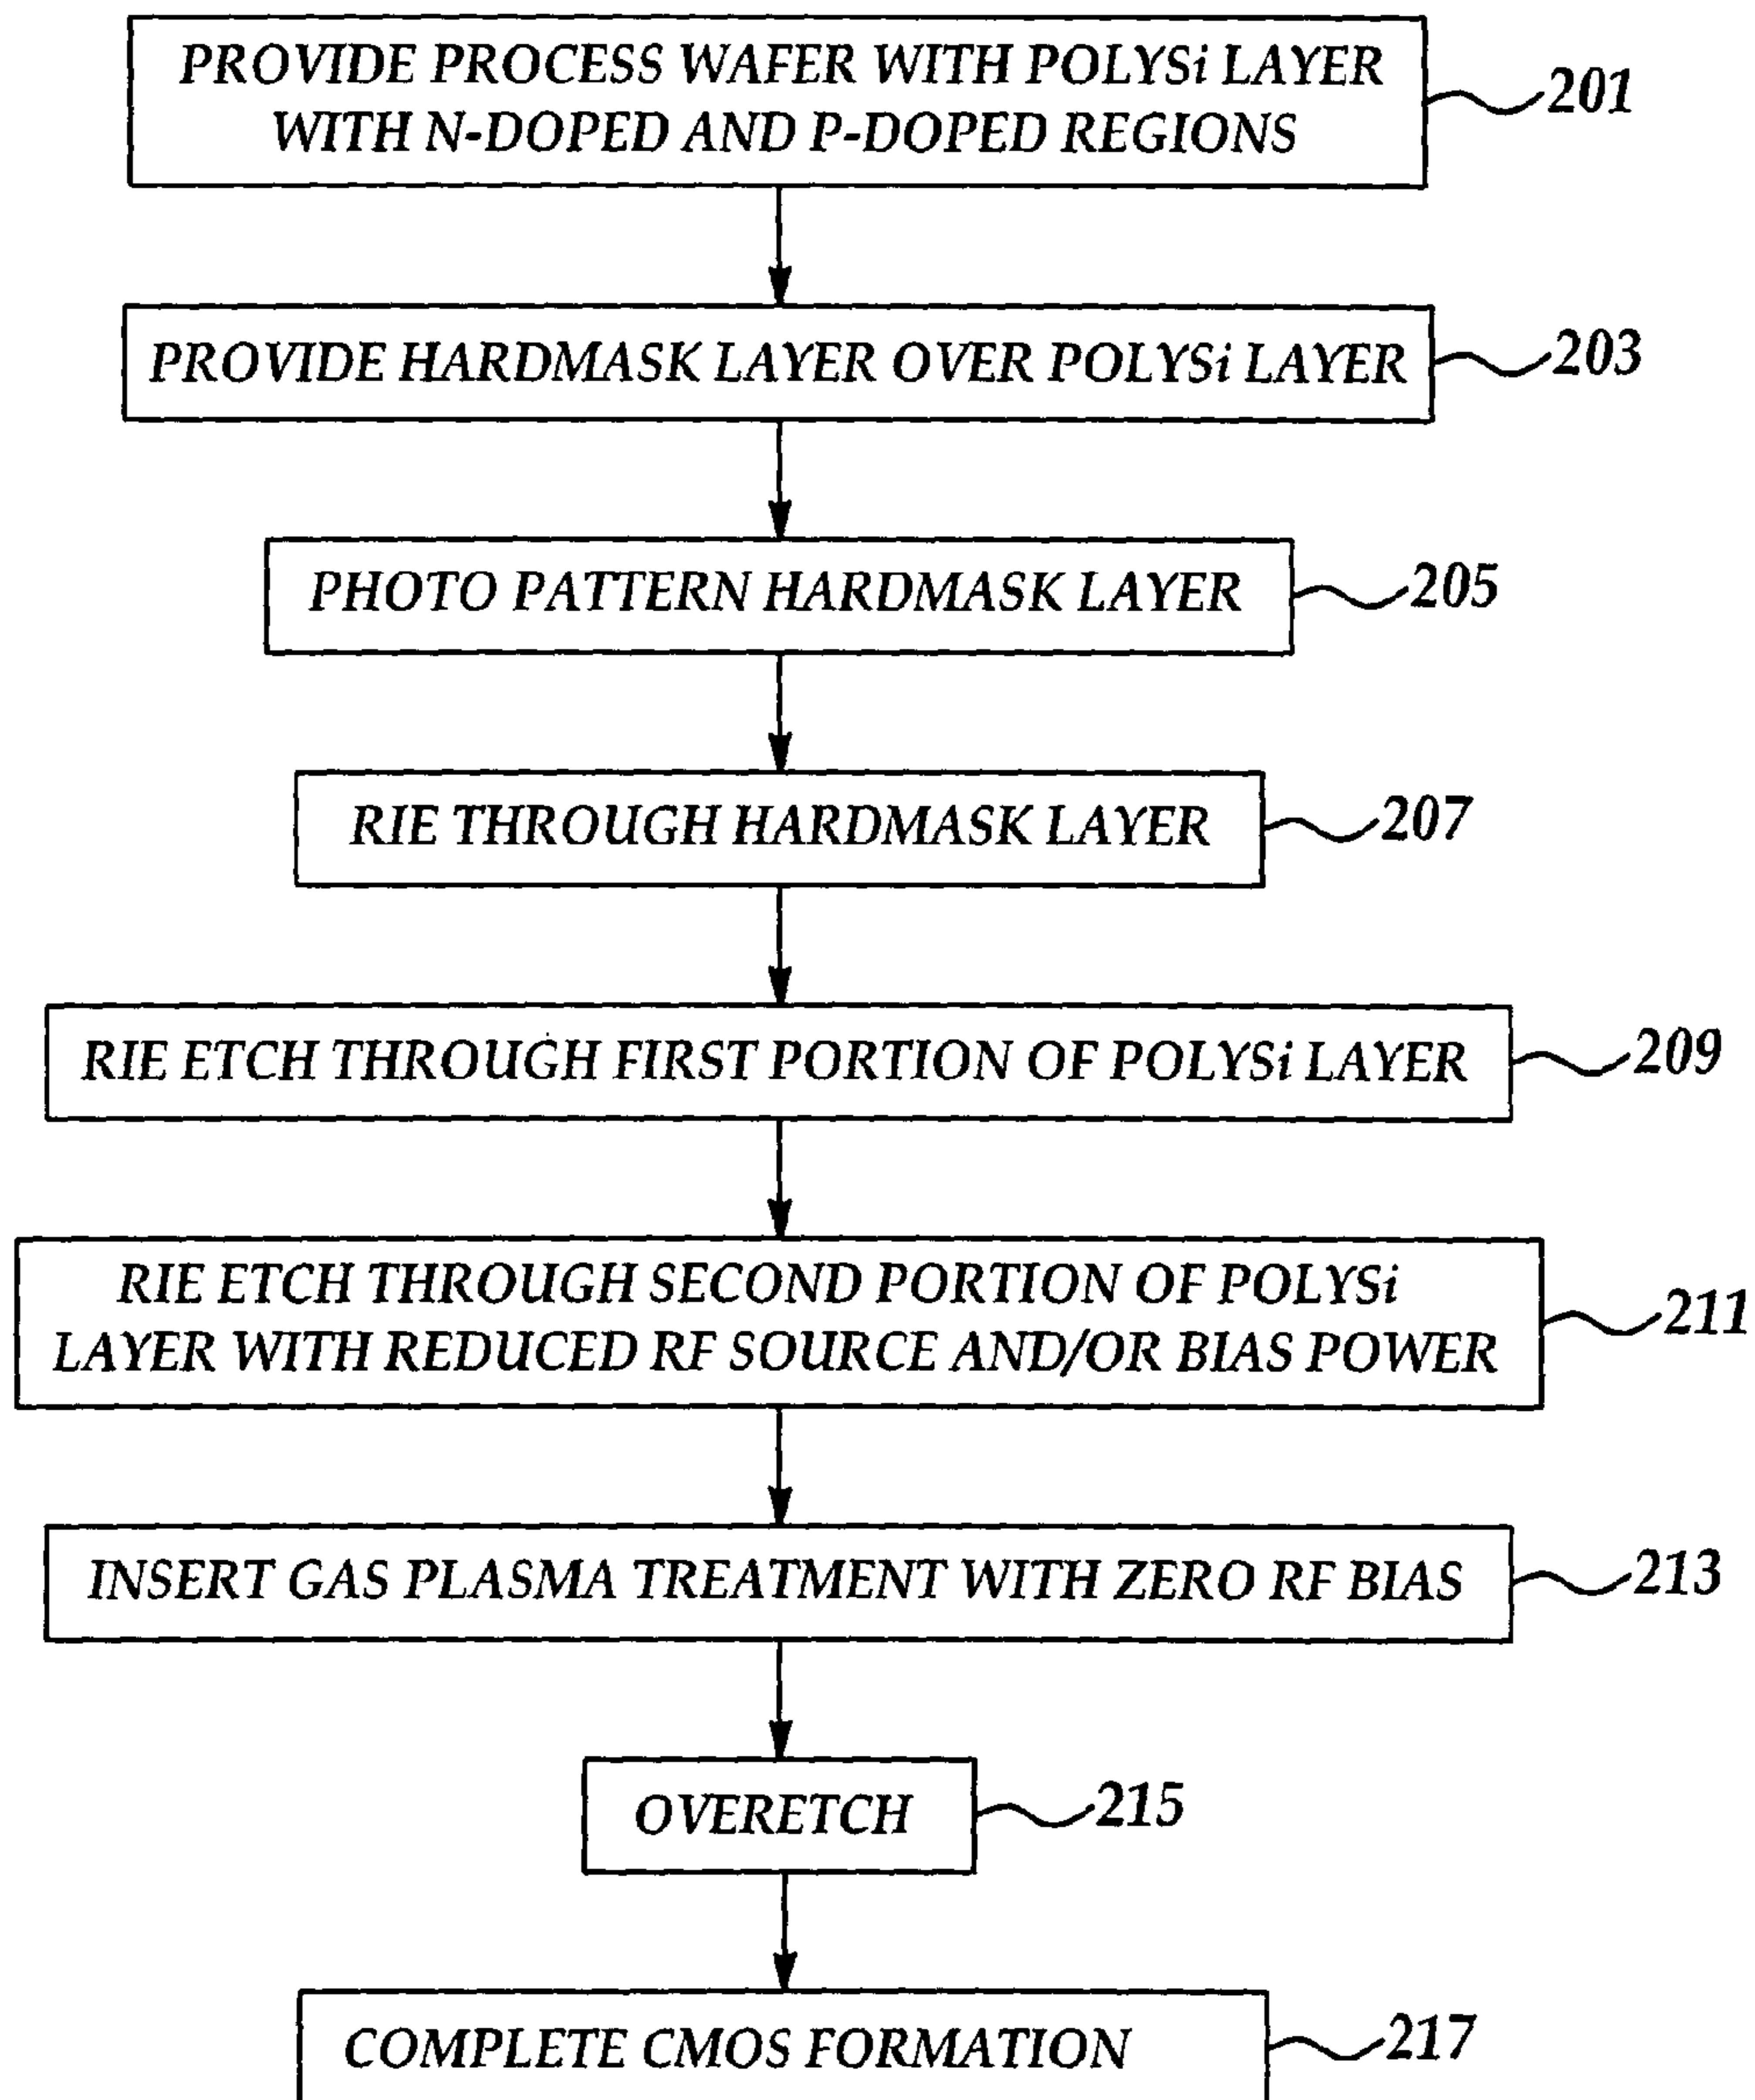 PROVIDE PROCESS WAFER WITH POLYSi LAYER
WITH N-DOPED AND P-DOPED REGIONS
201
PROVIDE HARDMASK LAYER OVER POLYSi LAYER
203
PHOTO PATTERN HARDMASK LAYER
205
RIE THROUGH HARDMASK LAYER
207
RIE ETCH THROUGH FIRST PORTION OF POLYSi LAYER
209
RIE ETCH THROUGH SECOND PORTION OF POLYSi
LAYER WITH REDUCED RF SOURCE AND/OR BIAS POWER
211
INSERT GAS PLASMA TREATMENT WITH ZERO RF BIAS
213
OVERETCH
215
COMPLETE CMOS FORMATION
217